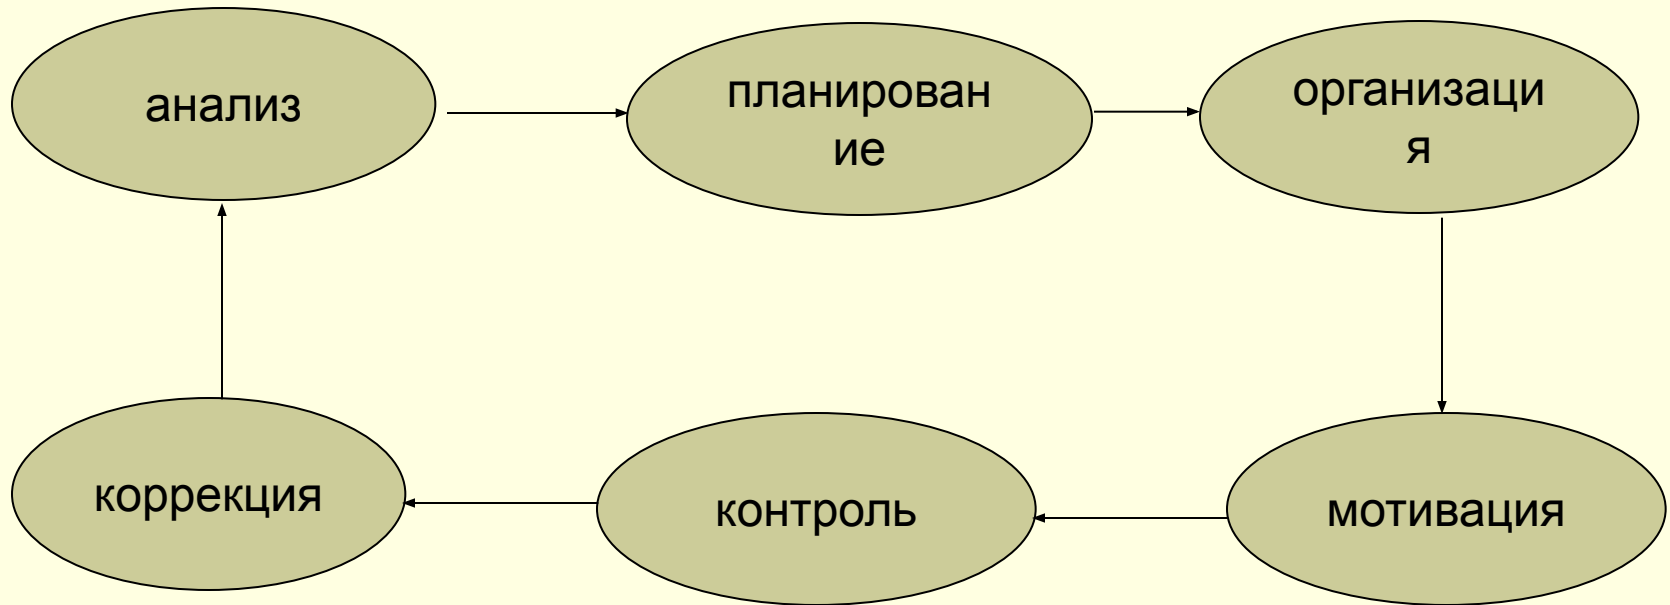 анализ
планирован
ие
организаци
я
мотивация
контроль
коррекция